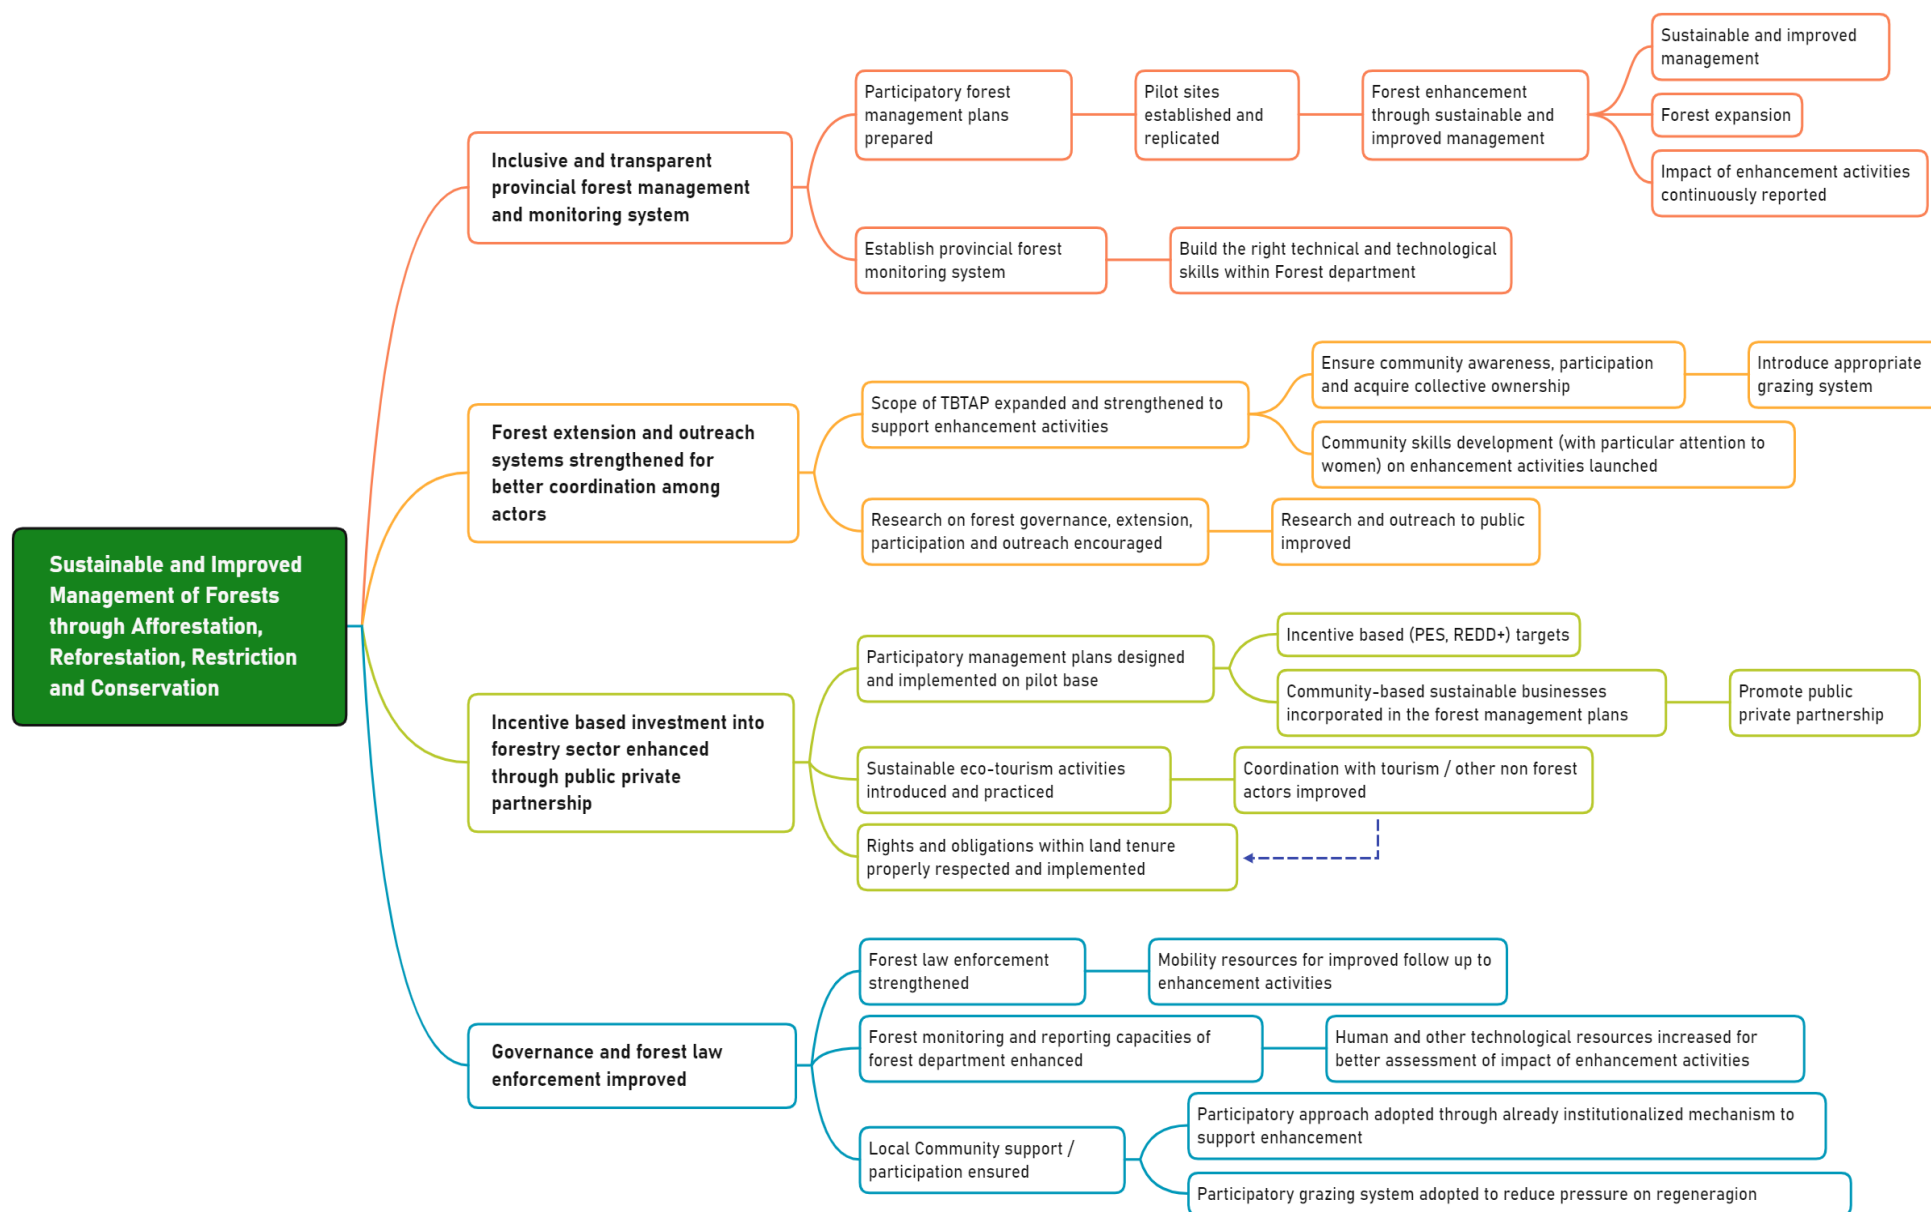 Sustainable and Improved
Management of Forests
through Afforestation,
Reforestation, Restriction
and Conservation
Inclusive and transparent
provincial forest management
and monitoring system
Participatory forest
management plans
prepared
Pilot sites
established and
replicated
Forest enhancement
through sustainable and
improved management
Sustainable and improved
management
Forest expansion
Impact of enhancement activities
continuously reported
Establish provincial forest
monitoring system
Build the right technical and technological
skills within Forest department
Forest extension and outreach
systems strengthened for
better coordination among
actors
Scope of TBTAP expanded and strengthened to
support enhancement activities
Ensure community awareness, participation
and acquire collective ownership
Introduce appropriate
grazing system
Community skills development (with particular attention to
women) on enhancement activities launched
Research on forest governance, extension,
participation and outreach encouraged
Research and outreach to public
improved
Incentive based investment into
forestry sector enhanced
through public private
partnership
Participatory management plans designed
and implemented on pilot base
Incentive based (PES, REDD+) targets
Community-based sustainable businesses
incorporated in the forest management plans
Promote public
private partnership
Sustainable eco-tourism activities
introduced and practiced
Coordination with tourism / other non forest
actors improved
Rights and obligations within land tenure
properly respected and implemented
Governance and forest law
enforcement improved
Forest law enforcement
strengthened
Mobility resources for improved follow up to
enhancement activities
Forest monitoring and reporting capacities of
forest department enhanced
Human and other technological resources increased for
better assessment of impact of enhancement activities
Local Community support /
participation ensured
Participatory approach adopted through already institutionalized mechanism to
support enhancement
Participatory grazing system adopted to reduce pressure on regeneragion